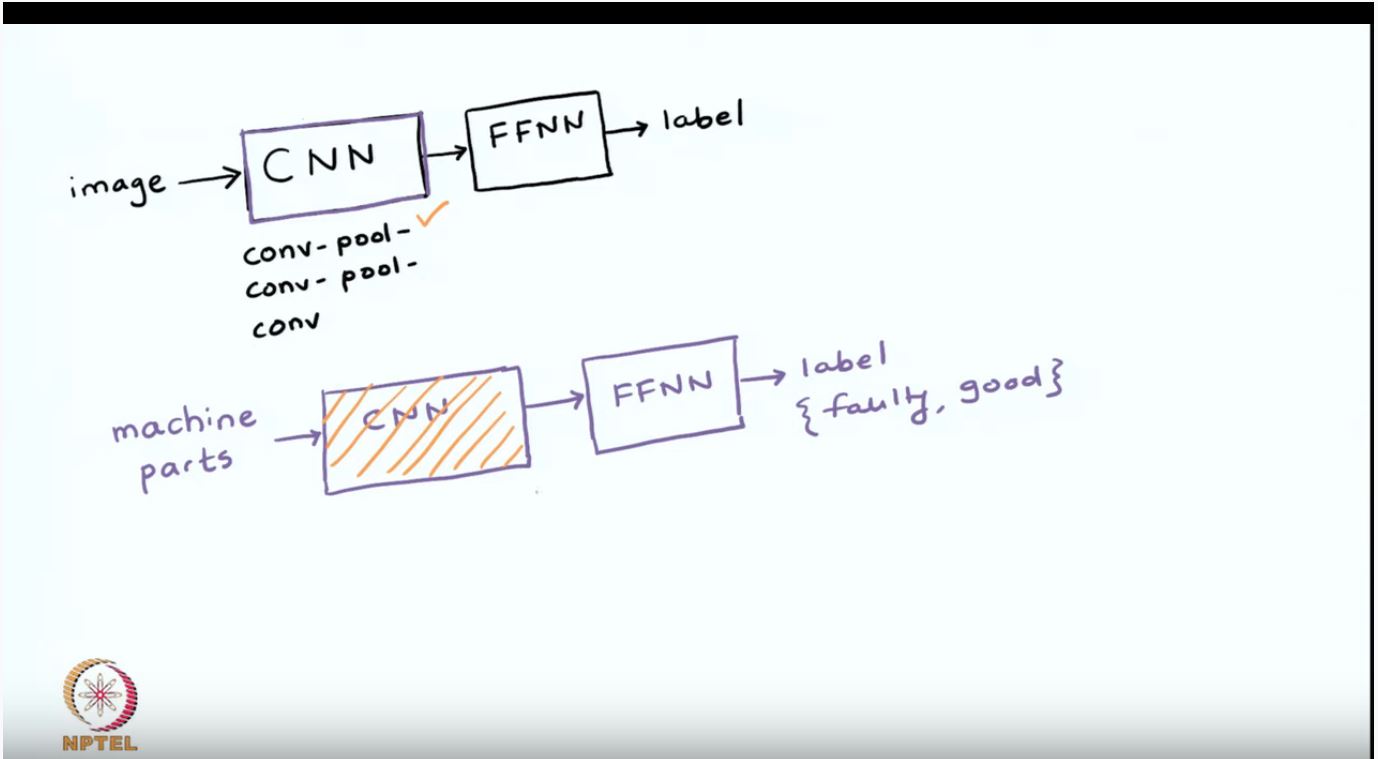 image → CNN → FFNN → label
conv-pool-
conv-pool-
conv
machine parts → CNN → FFNN → label
{faulty, good}
NPTEL